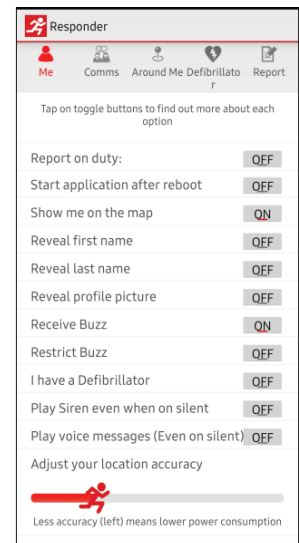 Responder
Me Comms Around Me Defibrillato Report
r
Tap on toggle buttons to find out more about each
option
Report on duty: OFF
Start application after reboot OFF
Show me on the map ON
Reveal first name OFF
Reveal last name OFF
Reveal profile picture OFF
Receive Buzz ON
Restrict Buzz OFF
I have a Defibrillator OFF
Play Siren even when on silent OFF
Play voice messages (Even on silent) OFF
Adjust your location accuracy
Less accuracy (left) means lower power consumption